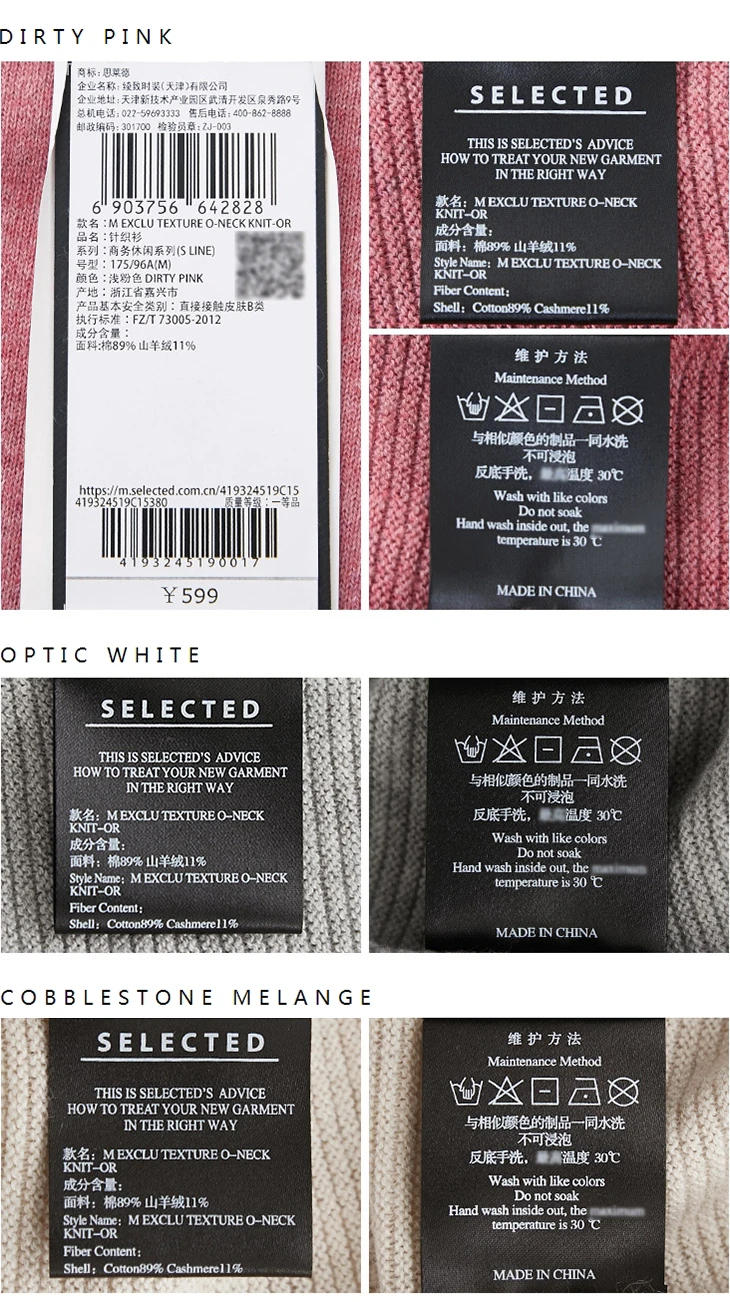 DIRTY PINK
商标:思莱德
企业名称:绫致时装(天津)有限公司
企业地址:天津新技术产业园区武清开发区泉秀路9号
总机电话:022-59693333 售后电话:400-862-8888
邮政编码:301700 检验员章:ZJ-003
6 903756 642828
款名:M EXCLU TEXTURE O-NECK KNIT-OR
品名:针织衫
系列:商务休闲系列(S LINE)
号型:175/96A(M)
颜色:浅粉色 DIRTY PINK
产地:浙江省嘉兴市
产品基本安全类别:直接接触皮肤B类
执行标准:FZ/T 73005-2012
成分含量:
面料:棉89% 山羊绒11%
https://m.selected.com.cn/419324519C15
419324519C15380 质量等级:一等品
4193245190017
¥599
SELECTED
THIS IS SELECTED'S ADVICE
HOW TO TREAT YOUR NEW GARMENT
IN THE RIGHT WAY
款名: M EXCLU TEXTURE O-NECK
KNIT-OR
成分含量:
面料: 棉89% 山羊绒11%
Style Name: M EXCLU TEXTURE O-NECK
KNIT-OR
Fiber Content:
Shell: Cotton89% Cashmere11%
维护方法
Maintenance Method
与相似颜色的制品一同水洗
不可浸泡
反底手洗, 温度 30℃
Wash with like colors
Do not soak
Hand wash inside out, the
temperature is 30 ℃
MADE IN CHINA
OPTIC WHITE
SELECTED
THIS IS SELECTED'S ADVICE
HOW TO TREAT YOUR NEW GARMENT
IN THE RIGHT WAY
款名: M EXCLU TEXTURE O-NECK
KNIT-OR
成分含量:
面料: 棉89% 山羊绒11%
Style Name: M EXCLU TEXTURE O-NECK
KNIT-OR
Fiber Content:
Shell: Cotton89% Cashmere11%
维护方法
Maintenance Method
与相似颜色的制品一同水洗
不可浸泡
反底手洗, 温度 30℃
Wash with like colors
Do not soak
Hand wash inside out, the
temperature is 30 ℃
MADE IN CHINA
COBBLESTONE MELANGE
SELECTED
THIS IS SELECTED'S ADVICE
HOW TO TREAT YOUR NEW GARMENT
IN THE RIGHT WAY
款名: M EXCLU TEXTURE O-NECK
KNIT-OR
成分含量:
面料: 棉89% 山羊绒11%
Style Name: M EXCLU TEXTURE O-NECK
KNIT-OR
Fiber Content:
Shell: Cotton89% Cashmere11%
维护方法
Maintenance Method
与相似颜色的制品一同水洗
不可浸泡
反底手洗, 温度 30℃
Wash with like colors
Do not soak
Hand wash inside out, the
temperature is 30 ℃
MADE IN CHINA